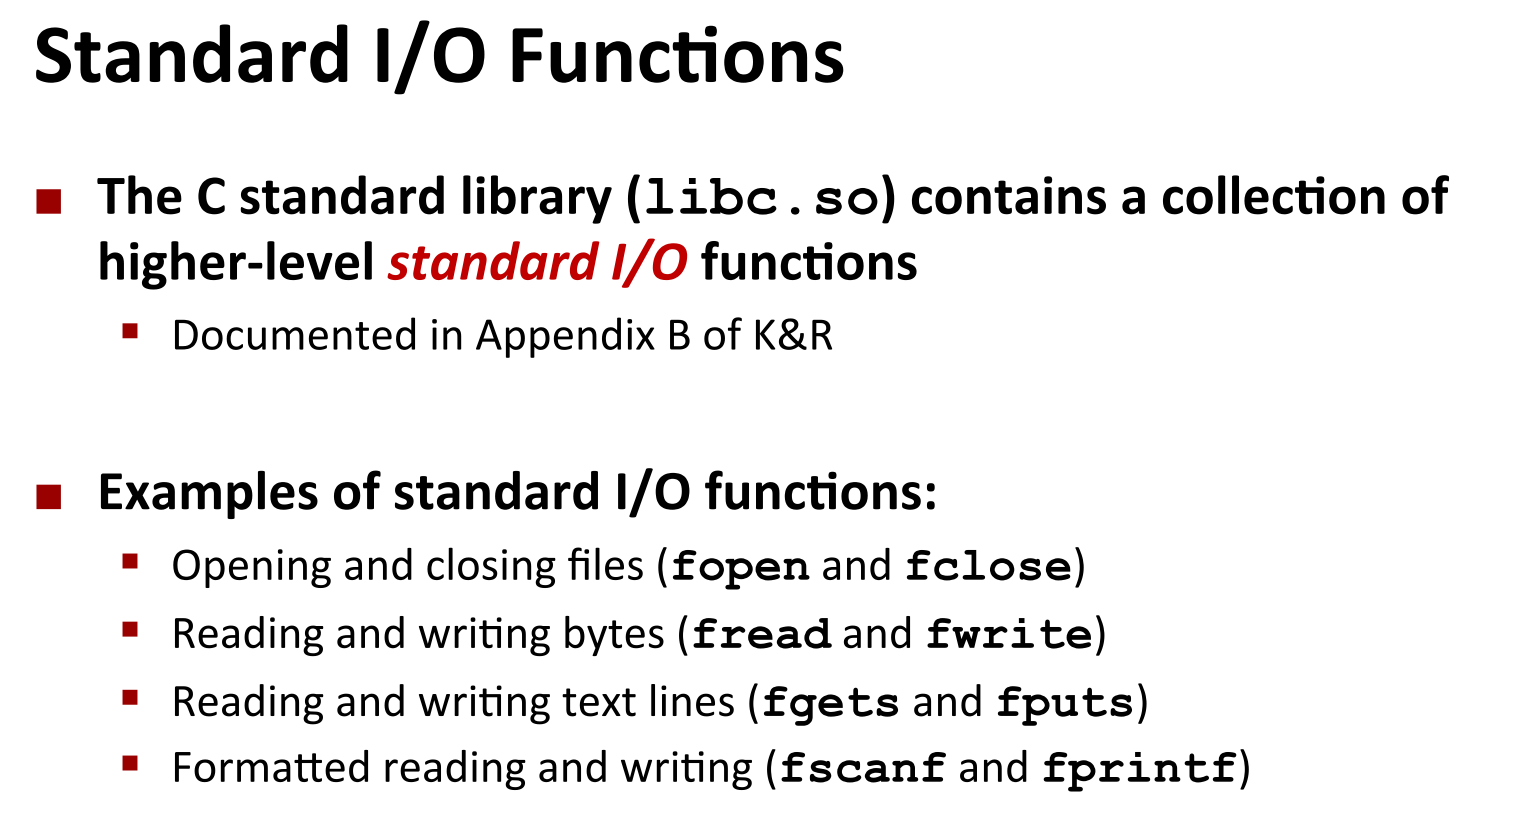 Standard I/O Functions
The C standard library (libc.so) contains a collection of
higher-level standard I/O functions
Documented in Appendix B of K&R
Examples of standard I/O functions:
Opening and closing files (fopen and fclose)
Reading and writing bytes (fread and fwrite)
Reading and writing text lines (fgets and fputs)
Formatted reading and writing (fscanf and fprintf)